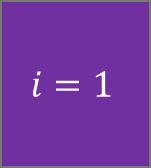 i = 1